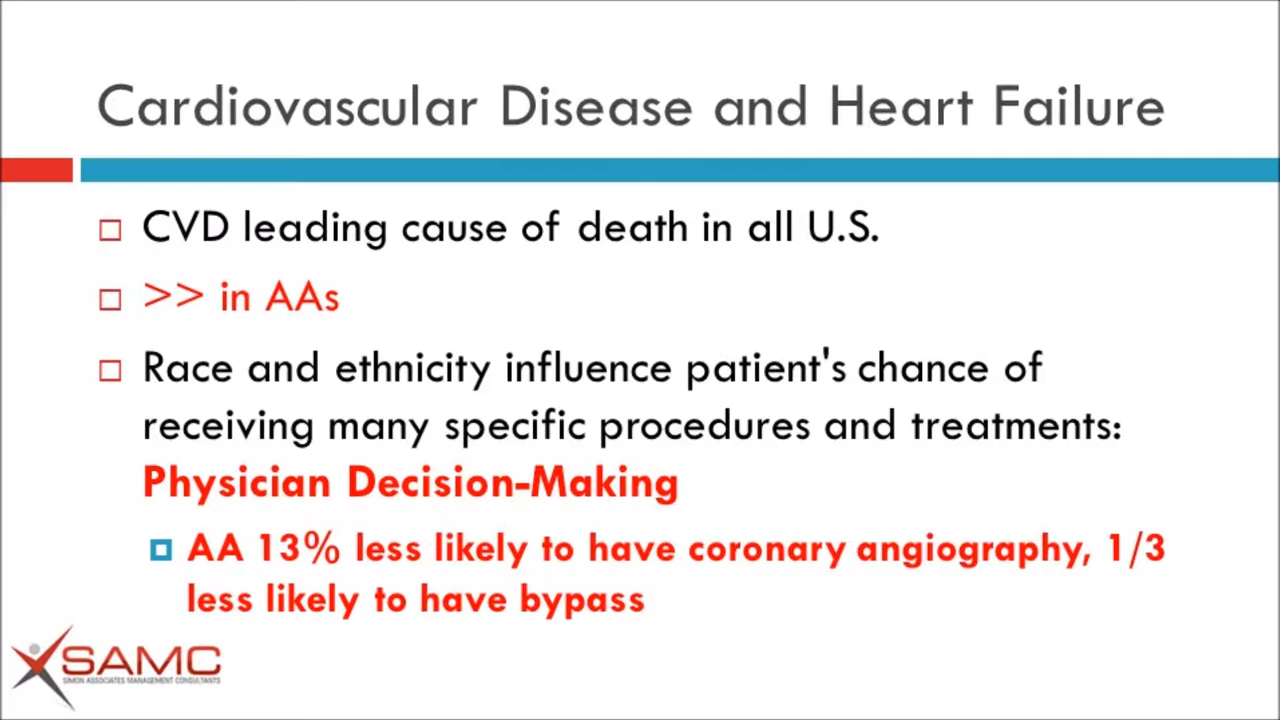 Cardiovascular Disease and Heart Failure
CVD leading cause of death in all U.S.
>> in AAs
Race and ethnicity influence patient's chance of
receiving many specific procedures and treatments:
Physician Decision-Making
AA 13% less likely to have coronary angiography, 1/3
less likely to have bypass
SAMC
SIMON ASSOCIATES MANAGEMENT CONSULTANTS